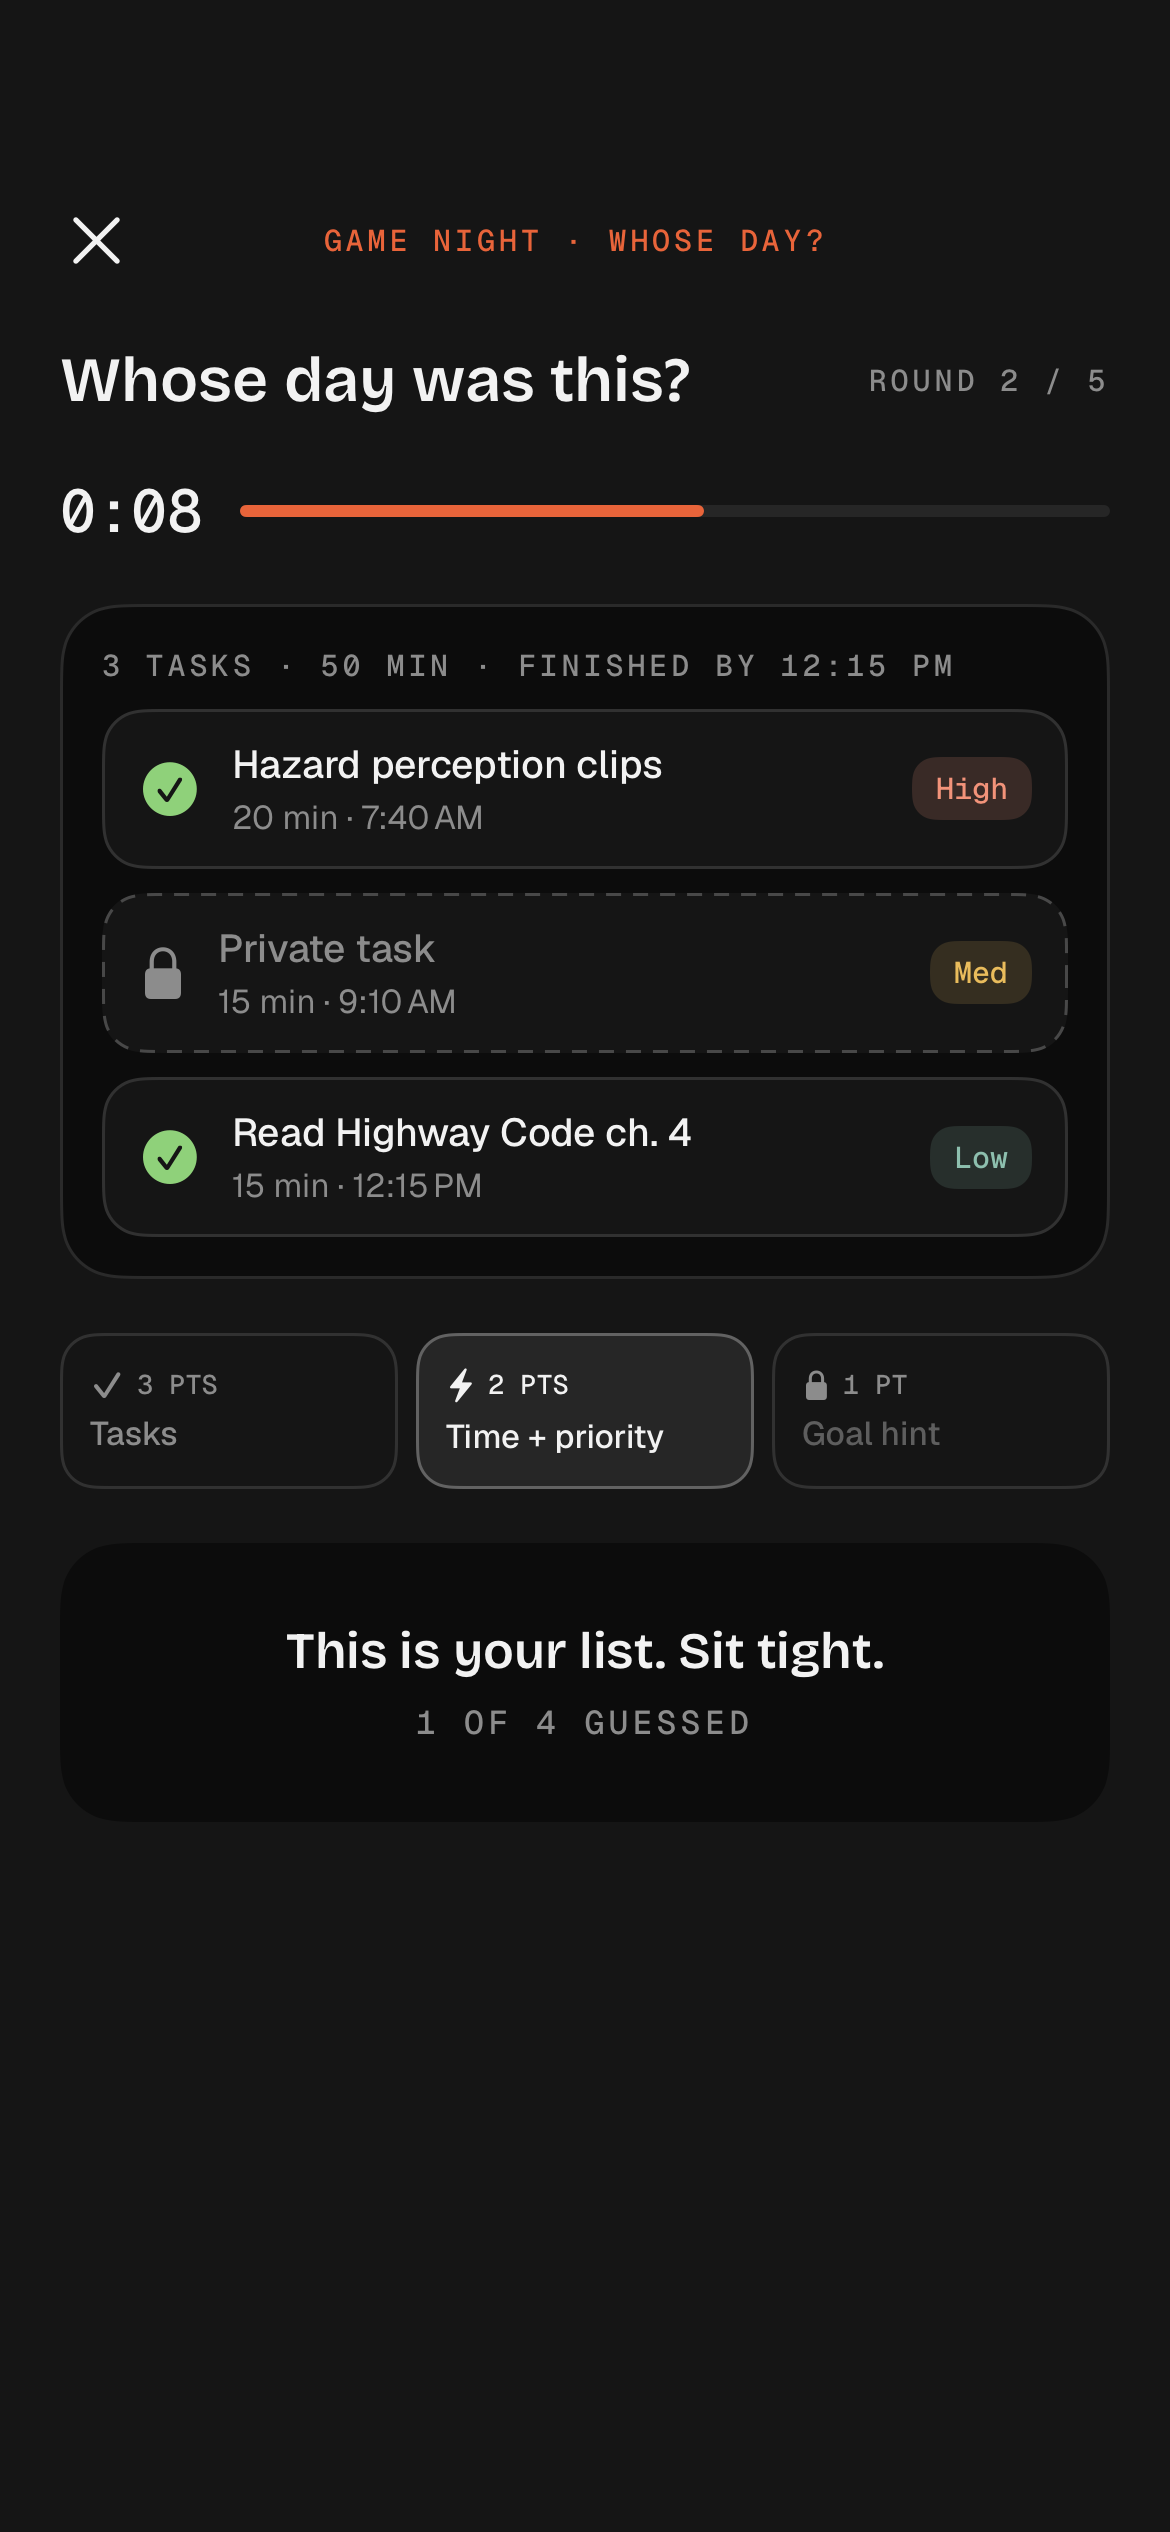 GAME NIGHT · WHOSE DAY?
Whose day was this?
ROUND 2 / 5
0:08
3 TASKS · 50 MIN · FINISHED BY 12:15 PM
Hazard perception clips
20 min · 7:40 AM
High
Private task
15 min · 9:10 AM
Med
Read Highway Code ch. 4
15 min · 12:15 PM
Low
3 PTS
Tasks
2 PTS
Time + priority
1 PT
Goal hint
This is your list. Sit tight.
1 OF 4 GUESSED